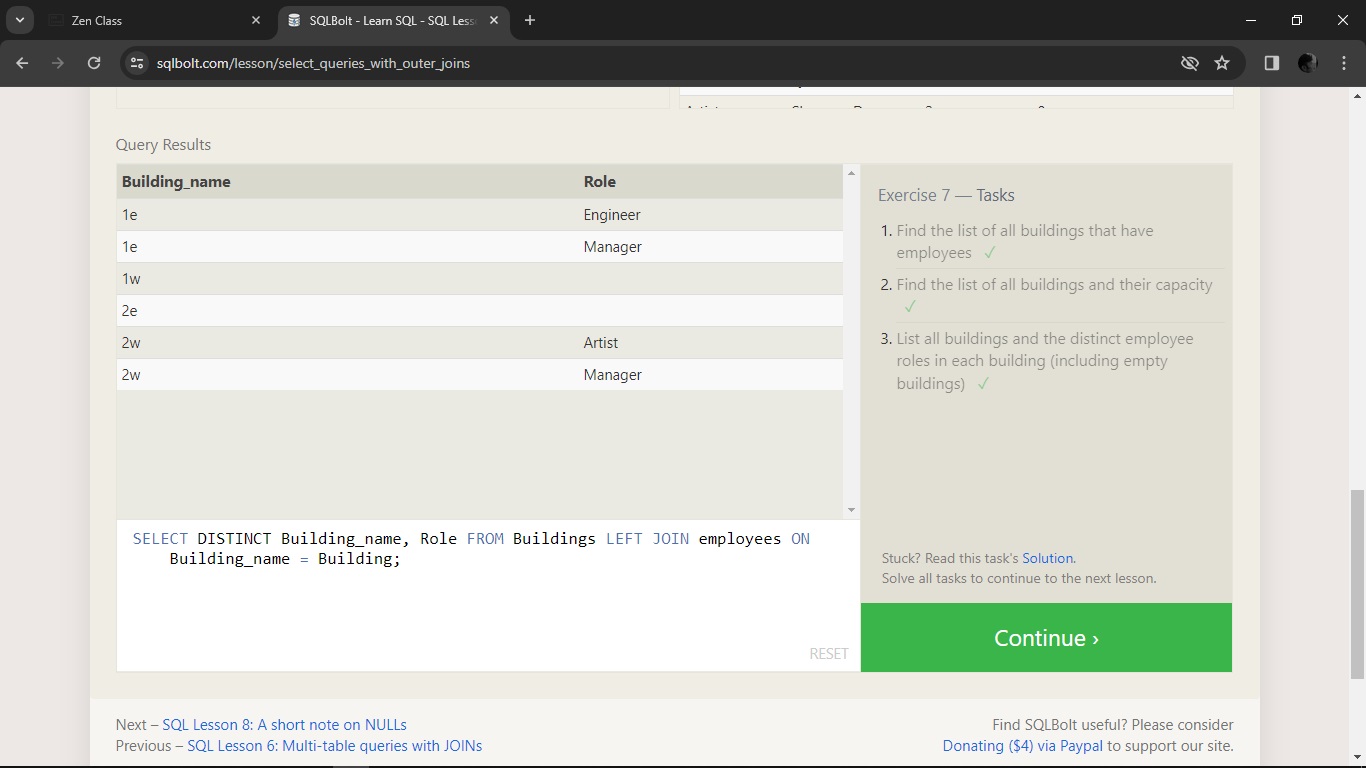 Zen Class
SQLBolt - Learn SQL - SQL Less
sqlbolt.com/lesson/select_queries_with_outer_joins
Query Results
Building_name Role
1e Engineer
1e Manager
1w
2e
2w Artist
2w Manager
SELECT DISTINCT Building_name, Role FROM Buildings LEFT JOIN employees ON
Building_name = Building;
RESET
Exercise 7 — Tasks
1. Find the list of all buildings that have
employees ✓
2. Find the list of all buildings and their capacity
✓
3. List all buildings and the distinct employee
roles in each building (including empty
buildings) ✓
Stuck? Read this task's Solution.
Solve all tasks to continue to the next lesson.
Continue ›
Next – SQL Lesson 8: A short note on NULLs
Previous – SQL Lesson 6: Multi-table queries with JOINs
Find SQLBolt useful? Please consider
Donating ($4) via Paypal to support our site.